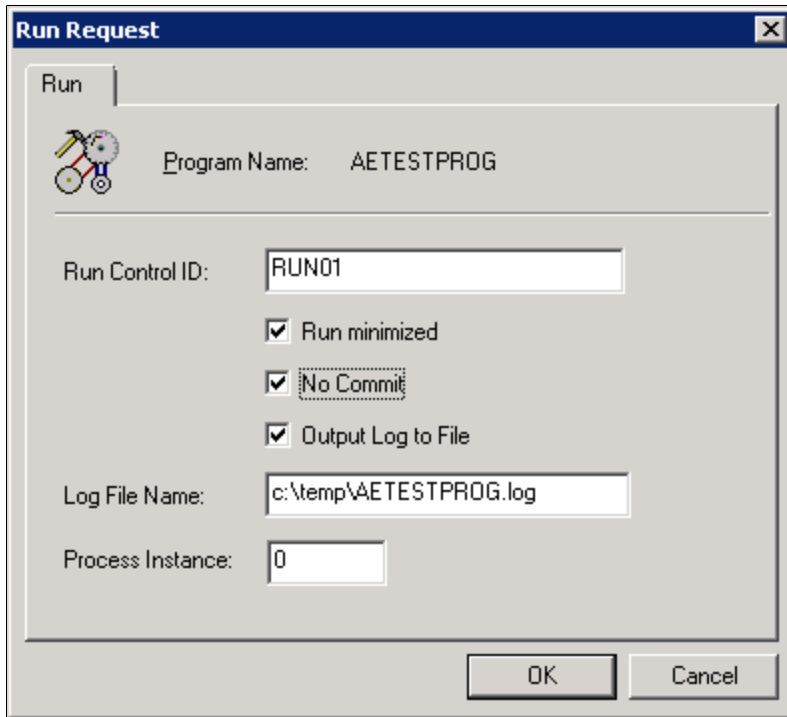 Run Request
Run
Program Name: AETESTPROG
Run Control ID: RUN01
Run minimized
No Commit
Output Log to File
Log File Name: c:\temp\AETESTPROG.log
Process Instance: 0
OK Cancel